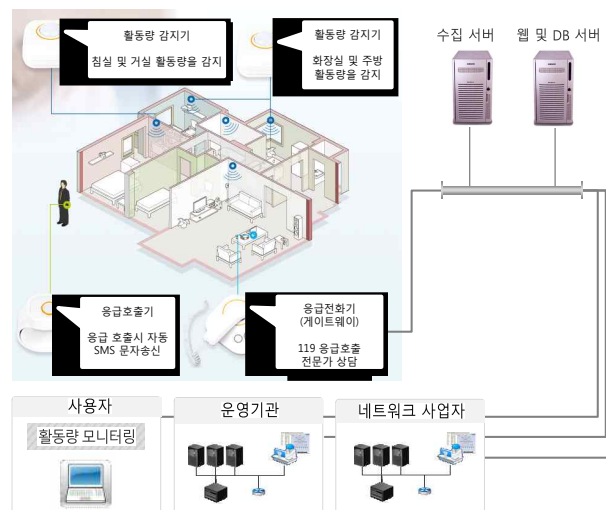 활동량 감지기
침실 및 거실 활동량을 감지
활동량 감지기
화장실 및 주방
활동량을 감지
수집 서버
웹 및 DB 서버
응급호출기
응급 호출시 자동
SMS 문자송신
응급전화기
(게이트웨이)
119 응급호출
전문가 상담
사용자
활동량 모니터링
운영기관
네트워크 사업자